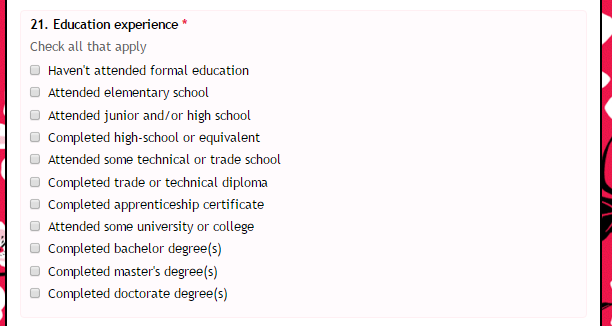 21. Education experience *
Check all that apply
Haven't attended formal education
Attended elementary school
Attended junior and/or high school
Completed high-school or equivalent
Attended some technical or trade school
Completed trade or technical diploma
Completed apprenticeship certificate
Attended some university or college
Completed bachelor degree(s)
Completed master's degree(s)
Completed doctorate degree(s)